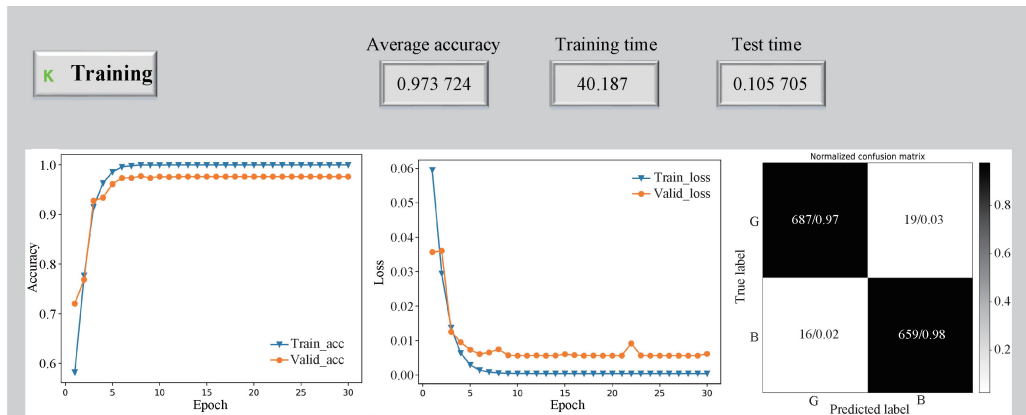 Average accuracy Training time Test time
K Training 0.973 724 40.187 0.105 705
1.0
0.9
0.8
0.7
0.6
Accuracy
Train_acc
Valid_acc
0 5 10 15 20 25 30
Epoch
0.06
0.05
0.04
0.03
0.02
0.01
0.00
Loss
Train_loss
Valid_loss
0 5 10 15 20 25 30
Epoch
Normalized confusion matrix
G 687/0.97 19/0.03
B 16/0.02 659/0.98
True label
G B
Predicted label
0.8
0.6
0.4
0.2